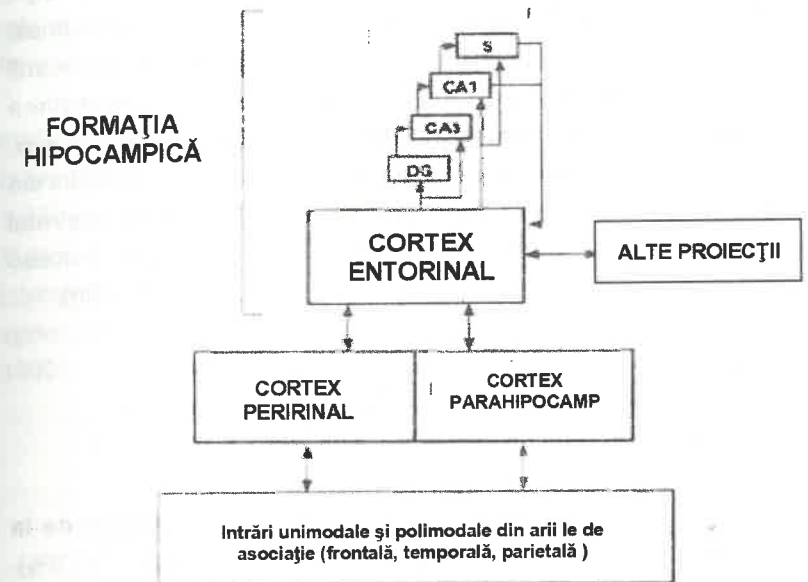 S
CA1
CA3
DG
FORMAŢIA
HIPOCAMPICĂ
CORTEX
ENTORINAL
ALTE PROIECŢII
CORTEX
PERIRINAL
CORTEX
PARAHIPOCAMP
Intrări unimodale şi polimodale din arii le de
asociaţie (frontală, temporală, parietală )